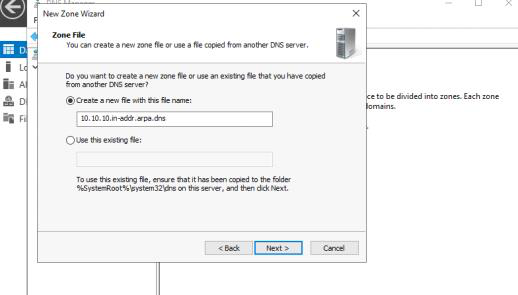 DNS Manager
New Zone Wizard
Zone File
You can create a new zone file or use a file copied from another DNS server.
Do you want to create a new zone file or use an existing file that you have copied
from another DNS server?
Create a new file with this file name:
10.10.10.in-addr.arpa.dns
Use this existing file:
To use this existing file, ensure that it has been copied to the folder
%SystemRoot%\system32\dns on this server, and then click Next.
< Back
Next >
Cancel
F
D
Lo
Al
D
Fi
ce to be divided into zones. Each zone
domains.